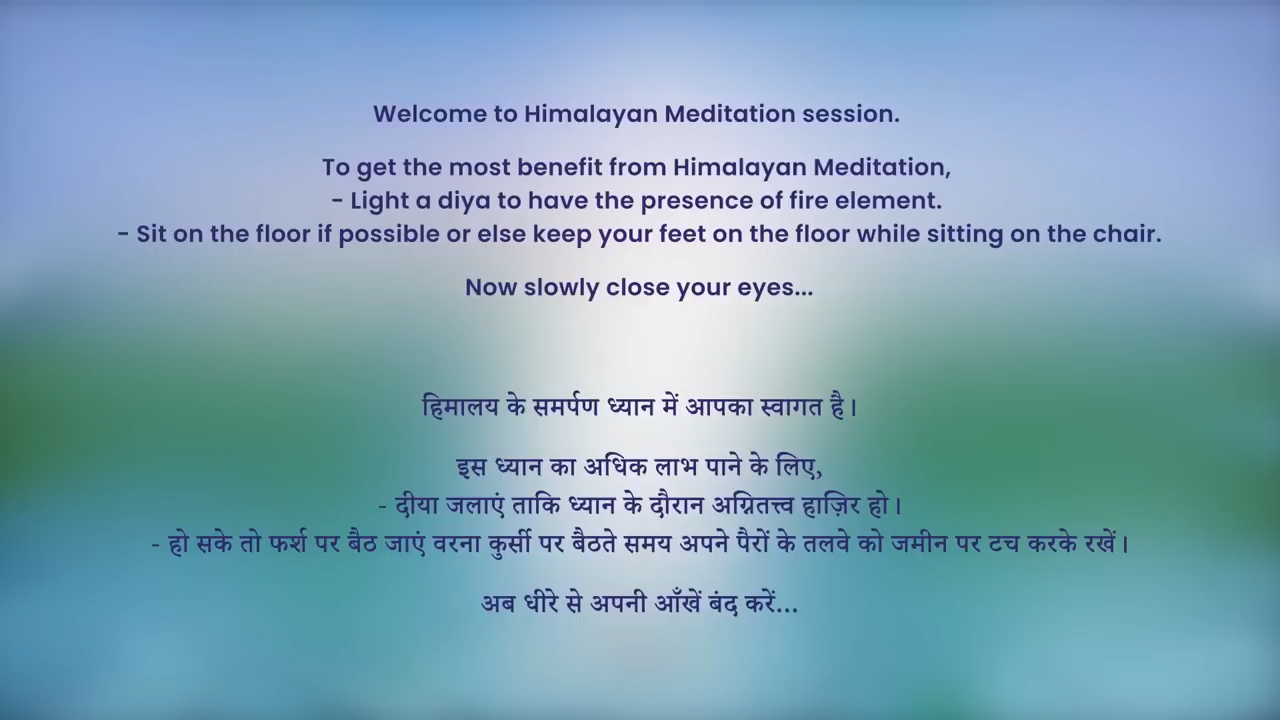 Welcome to Himalayan Meditation session.
To get the most benefit from Himalayan Meditation,
- Light a diya to have the presence of fire element.
- Sit on the floor if possible or else keep your feet on the floor while sitting on the chair.
Now slowly close your eyes...
हिमालय के समर्पण ध्यान में आपका स्वागत है।
इस ध्यान का अधिक लाभ पाने के लिए,
- दीया जलाएं ताकि ध्यान के दौरान अग्नितत्त्व हाज़िर हो।
- हो सके तो फर्श पर बैठ जाएं वरना कुर्सी पर बैठते समय अपने पैरों के तलवे को जमीन पर टच करके रखें।
अब धीरे से अपनी आँखें बंद करें...